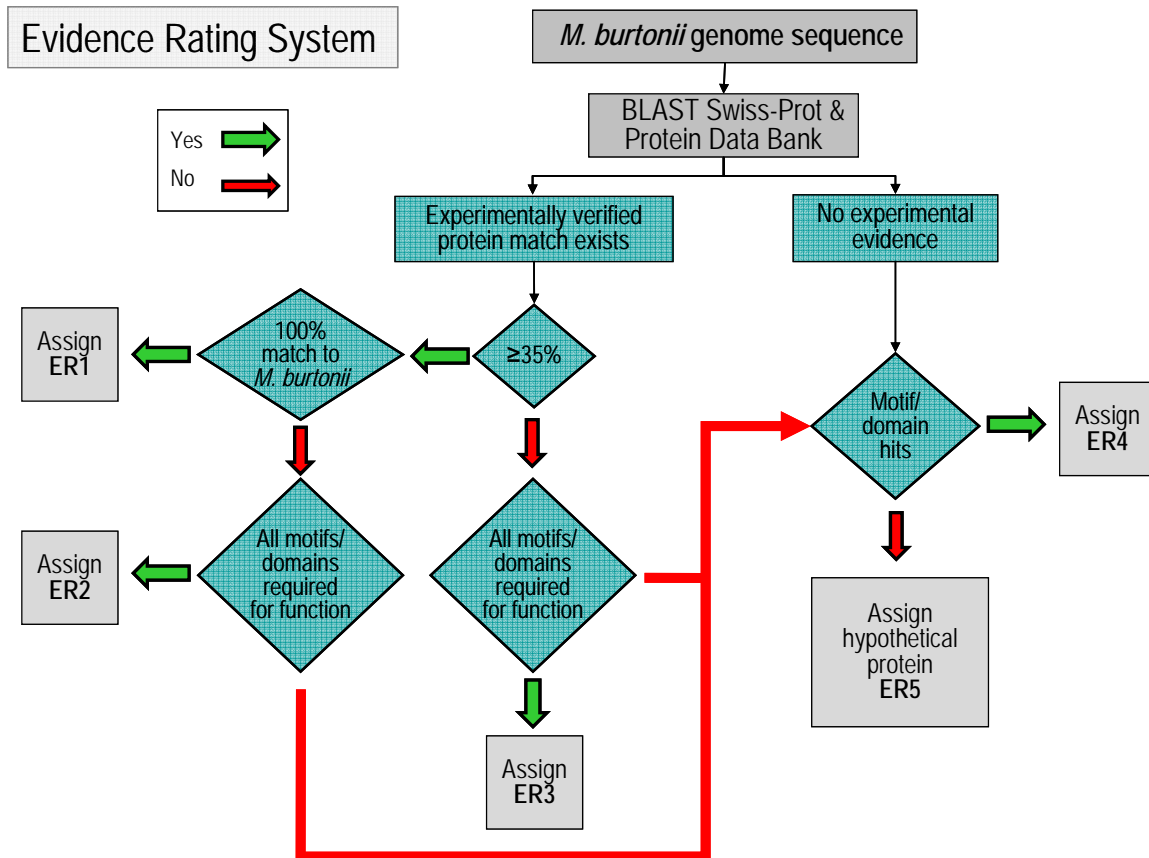 Evidence Rating System
M. burtonii genome sequence
BLAST Swiss-Prot &
Protein Data Bank
Yes
No
Experimentally verified
protein match exists
No experimental
evidence
Assign
ER1
100%
match to
M. burtonii
≥35%
Motif/
domain
hits
Assign
ER4
Assign
ER2
All motifs/
domains
required
for function
All motifs/
domains
required
for function
Assign
hypothetical
protein
ER5
Assign
ER3